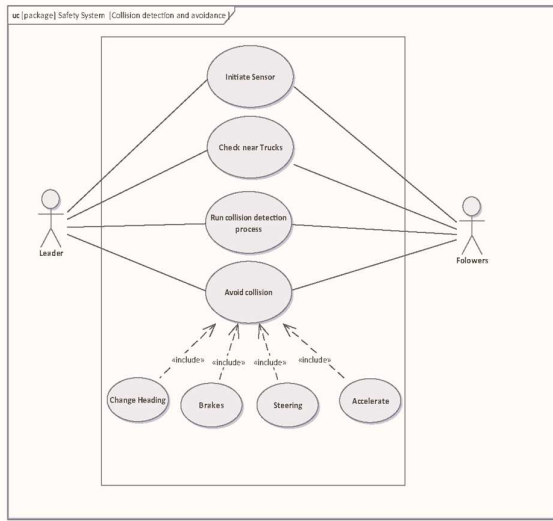 uc [package] Safety System [Collision detection and avoidance]
Initiate Sensor
Check near Trucks
Run collision detection
process
Leader
Folowers
Avoid collision
«include» «include» «include» «include»
Change Heading
Brakes
Steering
Accelerate